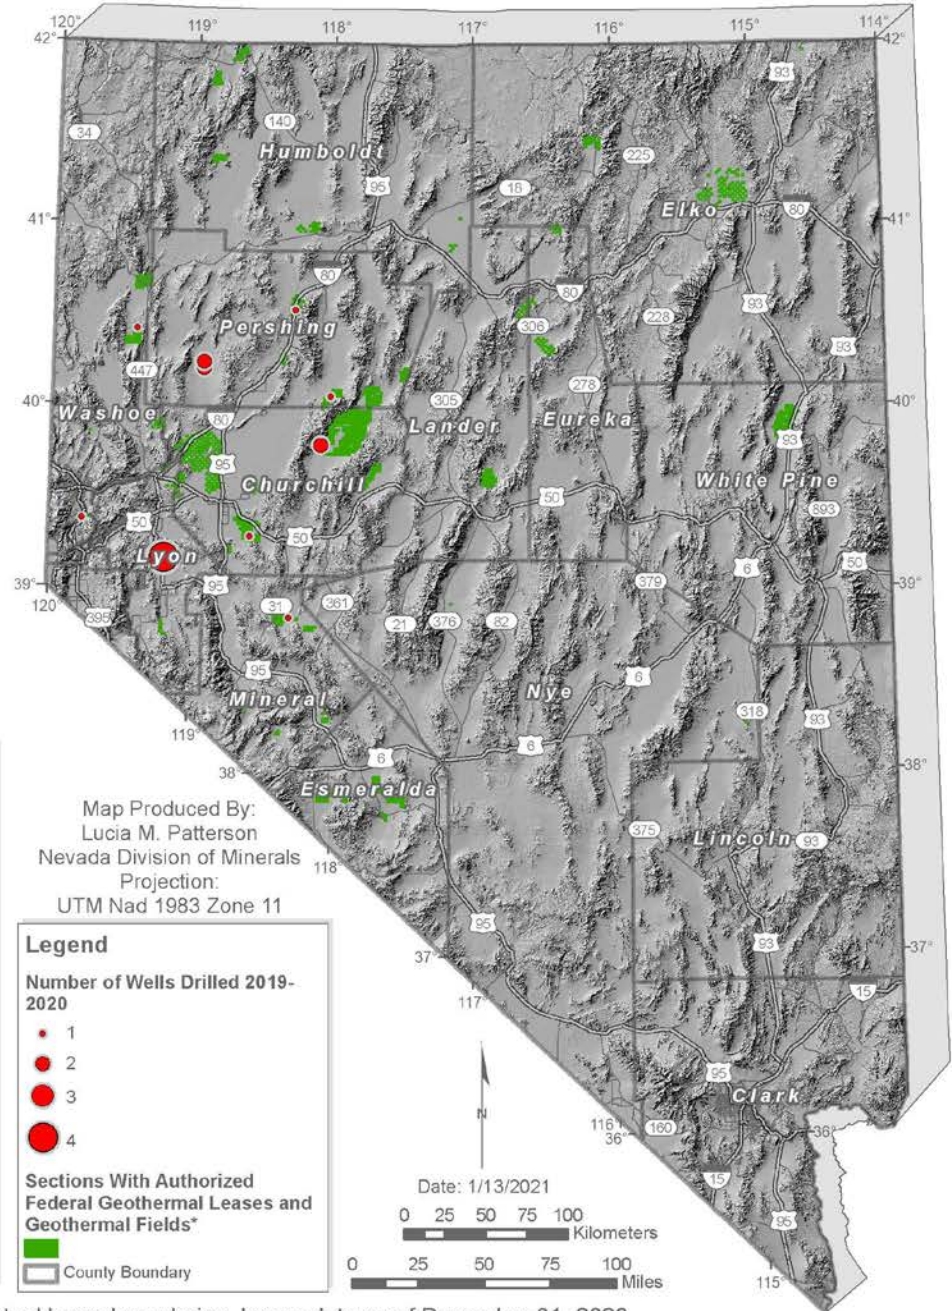 120°
119°
118°
117°
116°
115°
114°
42°
42°
93
34
140
Humboldt
225
95
18
Elko
80
41°
41°
80
80
93
306
228
Pershing
447
93
278
40°
40°
Washoe
305
80
Lander
Eureka
93
95
Churchill
White Pine
50
893
50
50
Lyon
6
50
39°
39°
95
379
120
31
361
395
21
376
82
95
6
Nye
Mineral
318
93
119°
6
6
38°
38°
Esmeralda
Map Produced By:
Lucia M. Patterson
Nevada Division of Minerals
Projection:
UTM Nad 1983 Zone 11
375
Lincoln
93
118
95
93
37°
37°
117°
15
95
Clark
116
36°
160
36°
15
95
115°
N
Legend
Number of Wells Drilled 2019-
2020
1
2
3
4
Sections With Authorized
Federal Geothermal Leases and
Geothermal Fields*
County Boundary
Date: 1/13/2021
0 25 50 75 100
Kilometers
0 25 50 75 100
Miles